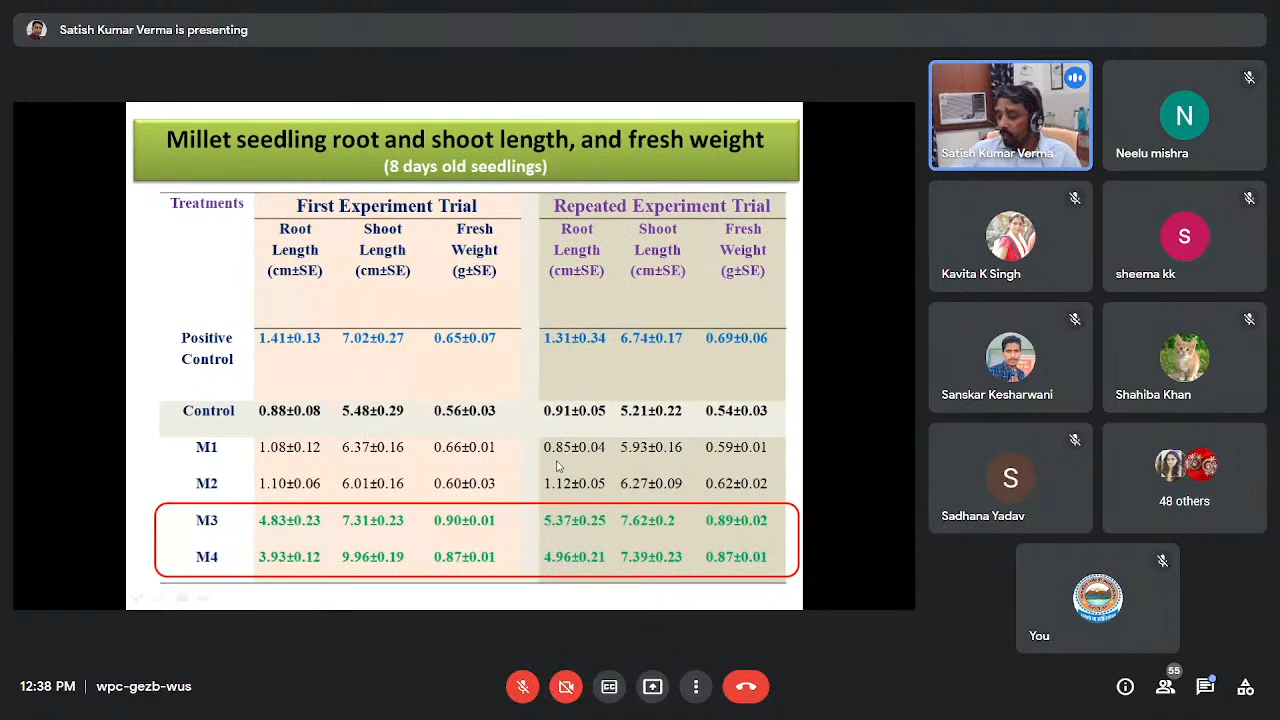 Satish Kumar Verma is presenting
Millet seedling root and shoot length, and fresh weight
(8 days old seedlings)
Treatments First Experiment Trial Repeated Experiment Trial
Root Shoot Fresh Root Shoot Fresh
Length Length Weight Length Length Weight
(cm±SE) (cm±SE) (g±SE) (cm±SE) (cm±SE) (g±SE)
Positive 1.41±0.13 7.02±0.27 0.65±0.07 1.31±0.34 6.74±0.17 0.69±0.06
Control
Control 0.88±0.08 5.48±0.29 0.56±0.03 0.91±0.05 5.21±0.22 0.54±0.03
M1 1.08±0.12 6.37±0.16 0.66±0.01 0.85±0.04 5.93±0.16 0.59±0.01
M2 1.10±0.06 6.01±0.16 0.60±0.03 1.12±0.05 6.27±0.09 0.62±0.02
M3 4.83±0.23 7.31±0.23 0.90±0.01 5.37±0.25 7.62±0.2 0.89±0.02
M4 3.93±0.12 9.96±0.19 0.87±0.01 4.96±0.21 7.39±0.23 0.87±0.01
Satish Kumar Verma
N
Neelu mishra
Kavita K Singh
S
sheema kk
Sanskar Kesharwani
Shahiba Khan
S
Sadhana Yadav
48 others
You
12:38 PM | wpc-gezb-wus
CC
55